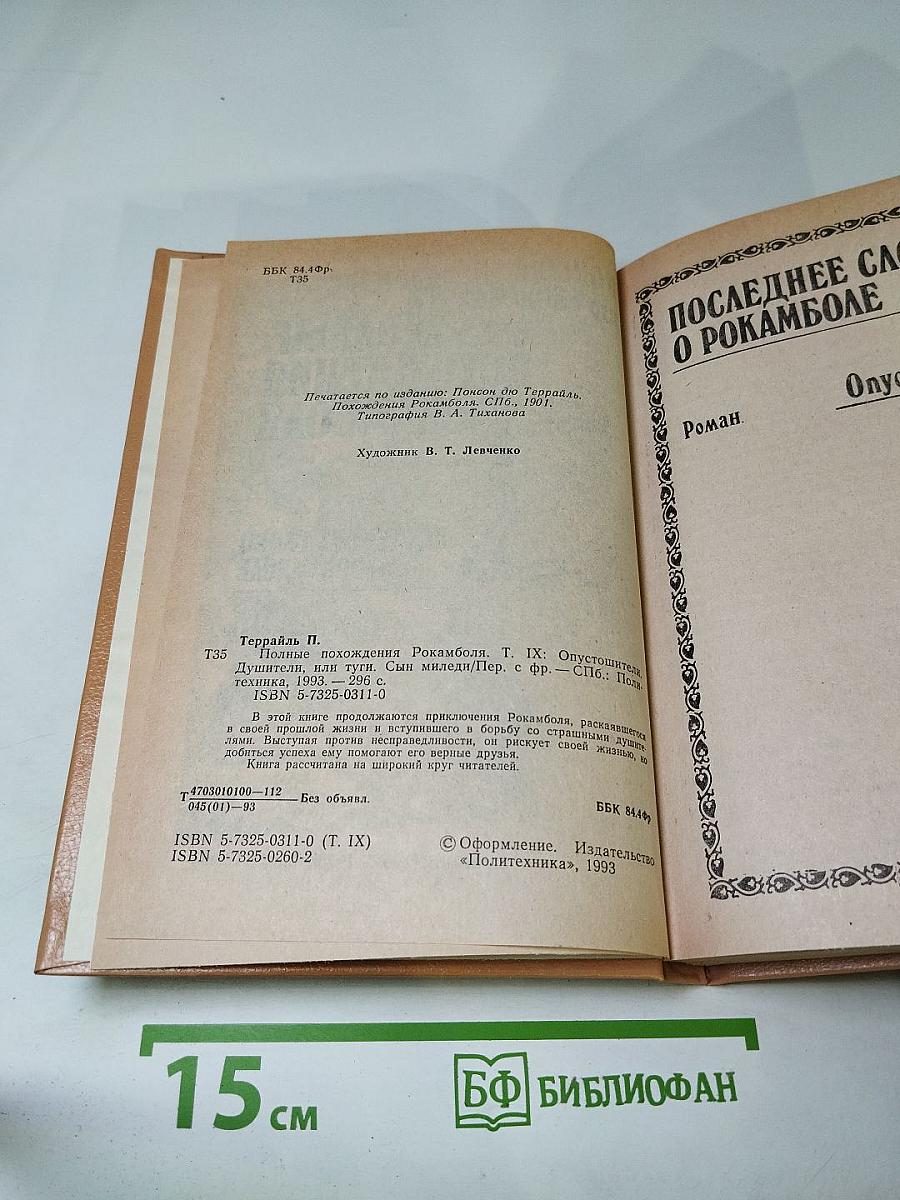 ББК 84.4Фр
Т35
Печатается по изданию: Понсон дю Террайль.
Похождения Рокамболя. СПб., 1901.
Типография В. А. Тиханова
Художник В. Т. Левченко
Террайль П.
Т35 Полные похождения Рокамболя. Т. IX: Опустошители.
Душители, или туги. Сын миледи/Пер. с фр. — СПб.: Поли-
техника, 1993. — 296 с.
ISBN 5-7325-0311-0
В этой книге продолжаются приключения Рокамболя, раскаявшегося
в своей прошлой жизни и вступившего в борьбу со страшными душите-
лями. Выступая против несправедливости, он рискует своей жизнью, но
добиться успеха ему помогают его верные друзья.
Книга рассчитана на широкий круг читателей.
Т 4703010100—112
045(01)—93 — Без объявл.
ББК 84.4Фр
ISBN 5-7325-0311-0 (Т. IX)
ISBN 5-7325-0260-2
© Оформление. Издательство
«Политехника», 1993
ПОСЛЕДНЕЕ СЛО
О РОКАМБОЛЕ
Опус
Роман
15 см
БФ БИБЛИОФАН